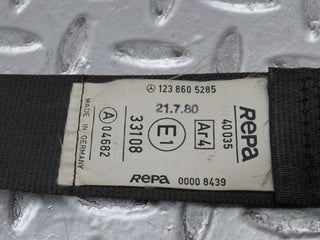 123 860 5285
21.7.80
MADE IN GERMANY
A 04682
33108
E1
Ar4
40035
REPA
REPA 0000 8439